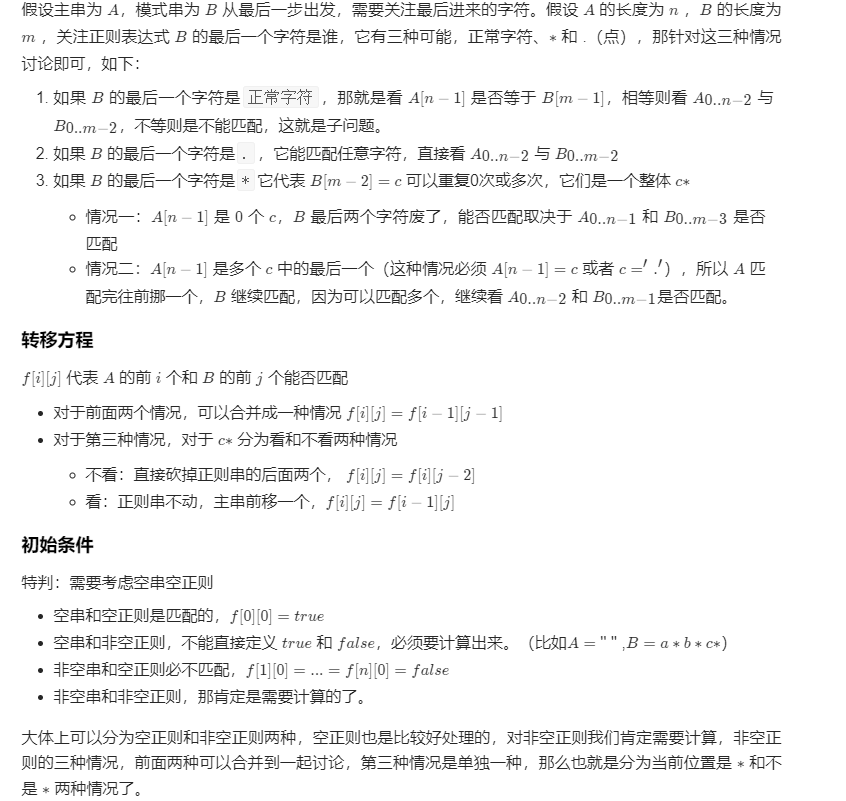 假设主串为 A，模式串为 B 从最后一步出发，需要关注最后进来的字符。假设 A 的长度为 n ，B 的长度为
m ，关注正则表达式 B 的最后一个字符是谁，它有三种可能，正常字符、* 和 .（点），那针对这三种情况
讨论即可，如下：
1. 如果 B 的最后一个字符是 正常字符 ，那就是看 A[n − 1] 是否等于 B[m − 1]，相等则看 A0..n−2 与
B0..m−2，不等则是不能匹配，这就是子问题。
2. 如果 B 的最后一个字符是 . ，它能匹配任意字符，直接看 A0..n−2 与 B0..m−2
3. 如果 B 的最后一个字符是 * 它代表 B[m − 2] = c 可以重复0次或多次，它们是一个整体 c*
情况一：A[n − 1] 是 0 个 c，B 最后两个字符废了，能否匹配取决于 A0..n−1 和 B0..m−3 是否
匹配
情况二：A[n − 1] 是多个 c 中的最后一个（这种情况必须 A[n − 1] = c 或者 c =′ .′），所以 A 匹
配完往前挪一个，B 继续匹配，因为可以匹配多个，继续看 A0..n−2 和 B0..m−1是否匹配。
转移方程
f[i][j] 代表 A 的前 i 个和 B 的前 j 个能否匹配
对于前面两个情况，可以合并成一种情况 f[i][j] = f[i − 1][j − 1]
对于第三种情况，对于 c* 分为看和不看两种情况
不看：直接砍掉正则串的后面两个， f[i][j] = f[i][j − 2]
看：正则串不动，主串前移一个，f[i][j] = f[i − 1][j]
初始条件
特判：需要考虑空串空正则
空串和空正则是匹配的，f[0][0] = true
空串和非空正则，不能直接定义 true 和 false，必须要计算出来。（比如A = " " ,B = a * b * c*）
非空串和空正则必不匹配，f[1][0] = ... = f[n][0] = false
非空串和非空正则，那肯定是需要计算的了。
大体上可以分为空正则和非空正则两种，空正则也是比较好处理的，对非空正则我们肯定需要计算，非空正
则的三种情况，前面两种可以合并到一起讨论，第三种情况是单独一种，那么也就是分为当前位置是 * 和不
是 * 两种情况了。